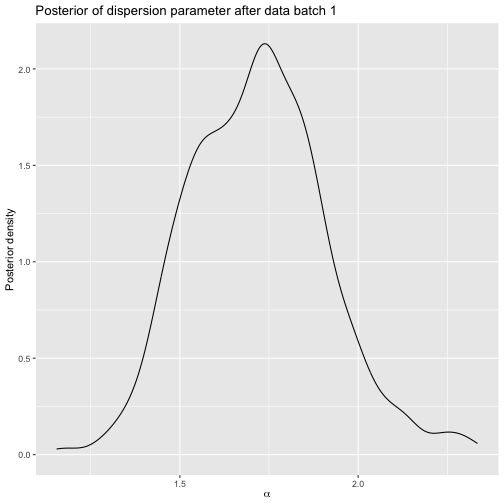 Posterior of dispersion parameter after data batch 1
Posterior density
2.0
1.5
1.0
0.5
0.0
1.5 2.0
α